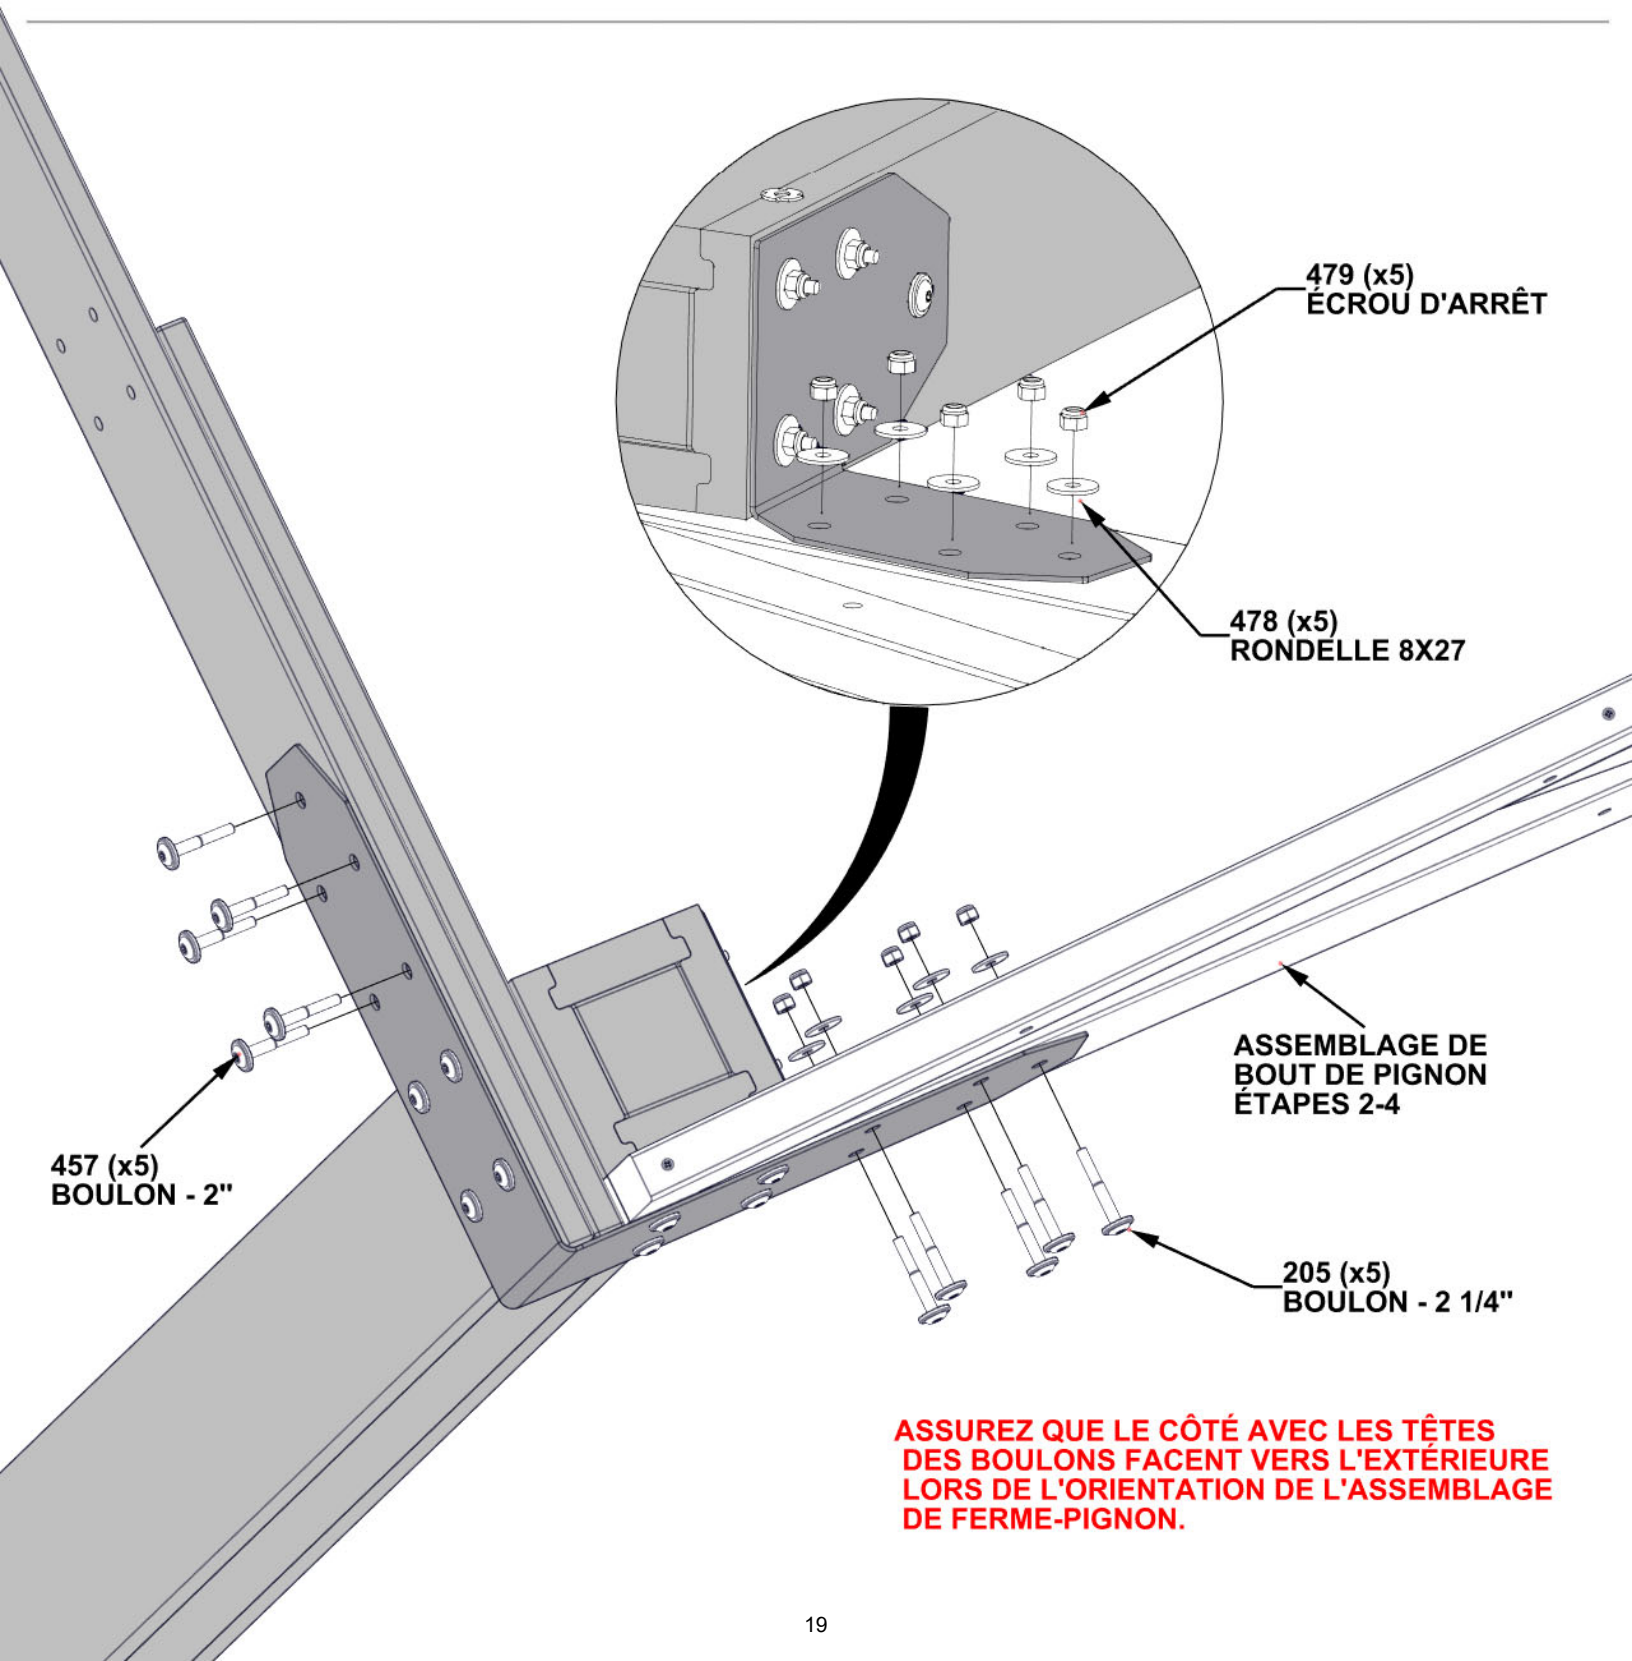 479 (x5)
ÉCROU D'ARRÊT
478 (x5)
RONDELLE 8X27
ASSEMBLAGE DE
BOUT DE PIGNON
ÉTAPES 2-4
457 (x5)
BOULON - 2"
205 (x5)
BOULON - 2 1/4"
ASSUREZ QUE LE CÔTÉ AVEC LES TÊTES
DES BOULONS FACENT VERS L'EXTÉRIEURE
LORS DE L'ORIENTATION DE L'ASSEMBLAGE
DE FERME-PIGNON.
19